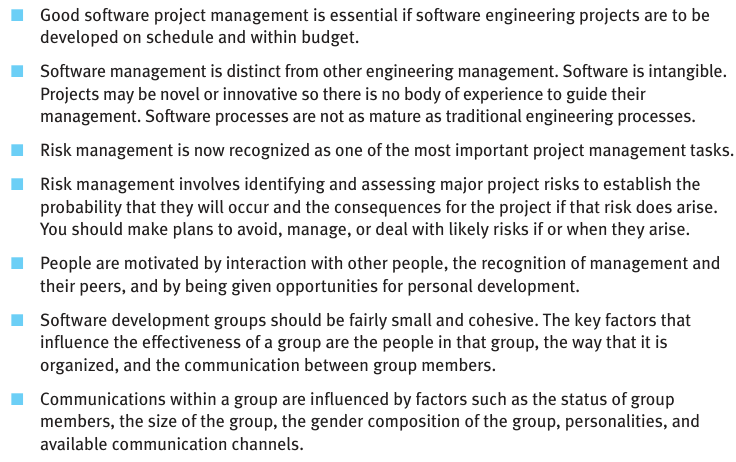 Good software project management is essential if software engineering projects are to be
developed on schedule and within budget.
Software management is distinct from other engineering management. Software is intangible.
Projects may be novel or innovative so there is no body of experience to guide their
management. Software processes are not as mature as traditional engineering processes.
Risk management is now recognized as one of the most important project management tasks.
Risk management involves identifying and assessing major project risks to establish the
probability that they will occur and the consequences for the project if that risk does arise.
You should make plans to avoid, manage, or deal with likely risks if or when they arise.
People are motivated by interaction with other people, the recognition of management and
their peers, and by being given opportunities for personal development.
Software development groups should be fairly small and cohesive. The key factors that
influence the effectiveness of a group are the people in that group, the way that it is
organized, and the communication between group members.
Communications within a group are influenced by factors such as the status of group
members, the size of the group, the gender composition of the group, personalities, and
available communication channels.